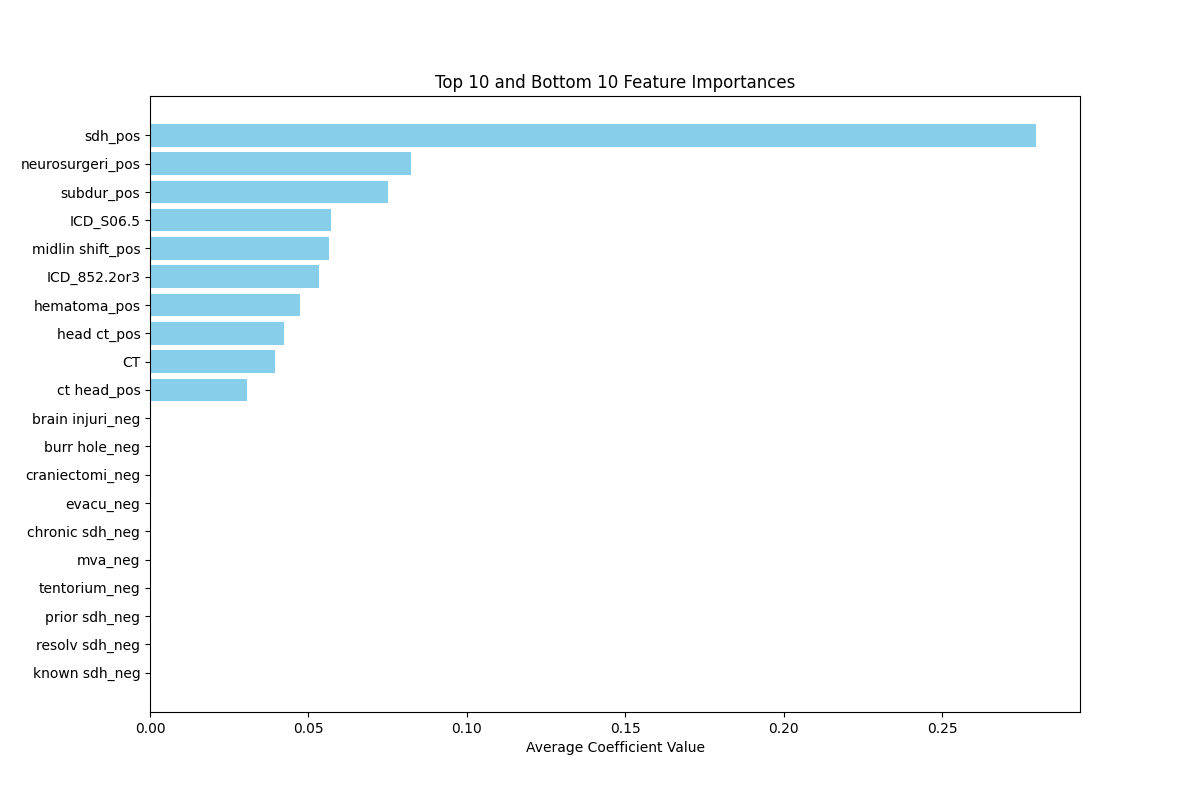 Top 10 and Bottom 10 Feature Importances
sdh_pos
neurosurgeri_pos
subdur_pos
ICD_S06.5
midlin shift_pos
ICD_852.2or3
hematoma_pos
head ct_pos
CT
ct head_pos
brain injuri_neg
burr hole_neg
craniectomi_neg
evacu_neg
chronic sdh_neg
mva_neg
tentorium_neg
prior sdh_neg
resolv sdh_neg
known sdh_neg
0.00 0.05 0.10 0.15 0.20 0.25
Average Coefficient Value